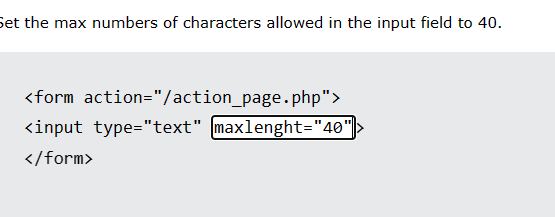 Set the max numbers of characters allowed in the input field to 40.
<form action="/action_page.php">
<input type="text" maxlenght="40">
</form>